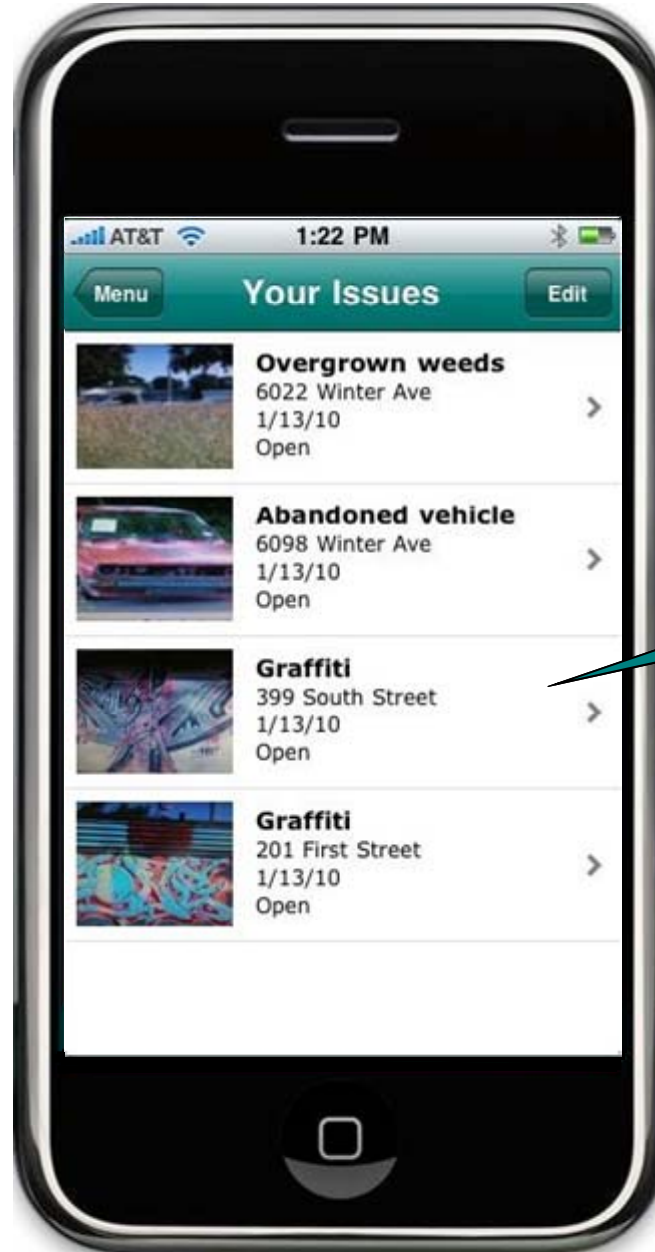 AT&T 1:22 PM
Menu Your Issues Edit
Overgrown weeds
6022 Winter Ave
1/13/10
Open
Abandoned vehicle
6098 Winter Ave
1/13/10
Open
Graffiti
399 South Street
1/13/10
Open
Graffiti
201 First Street
1/13/10
Open